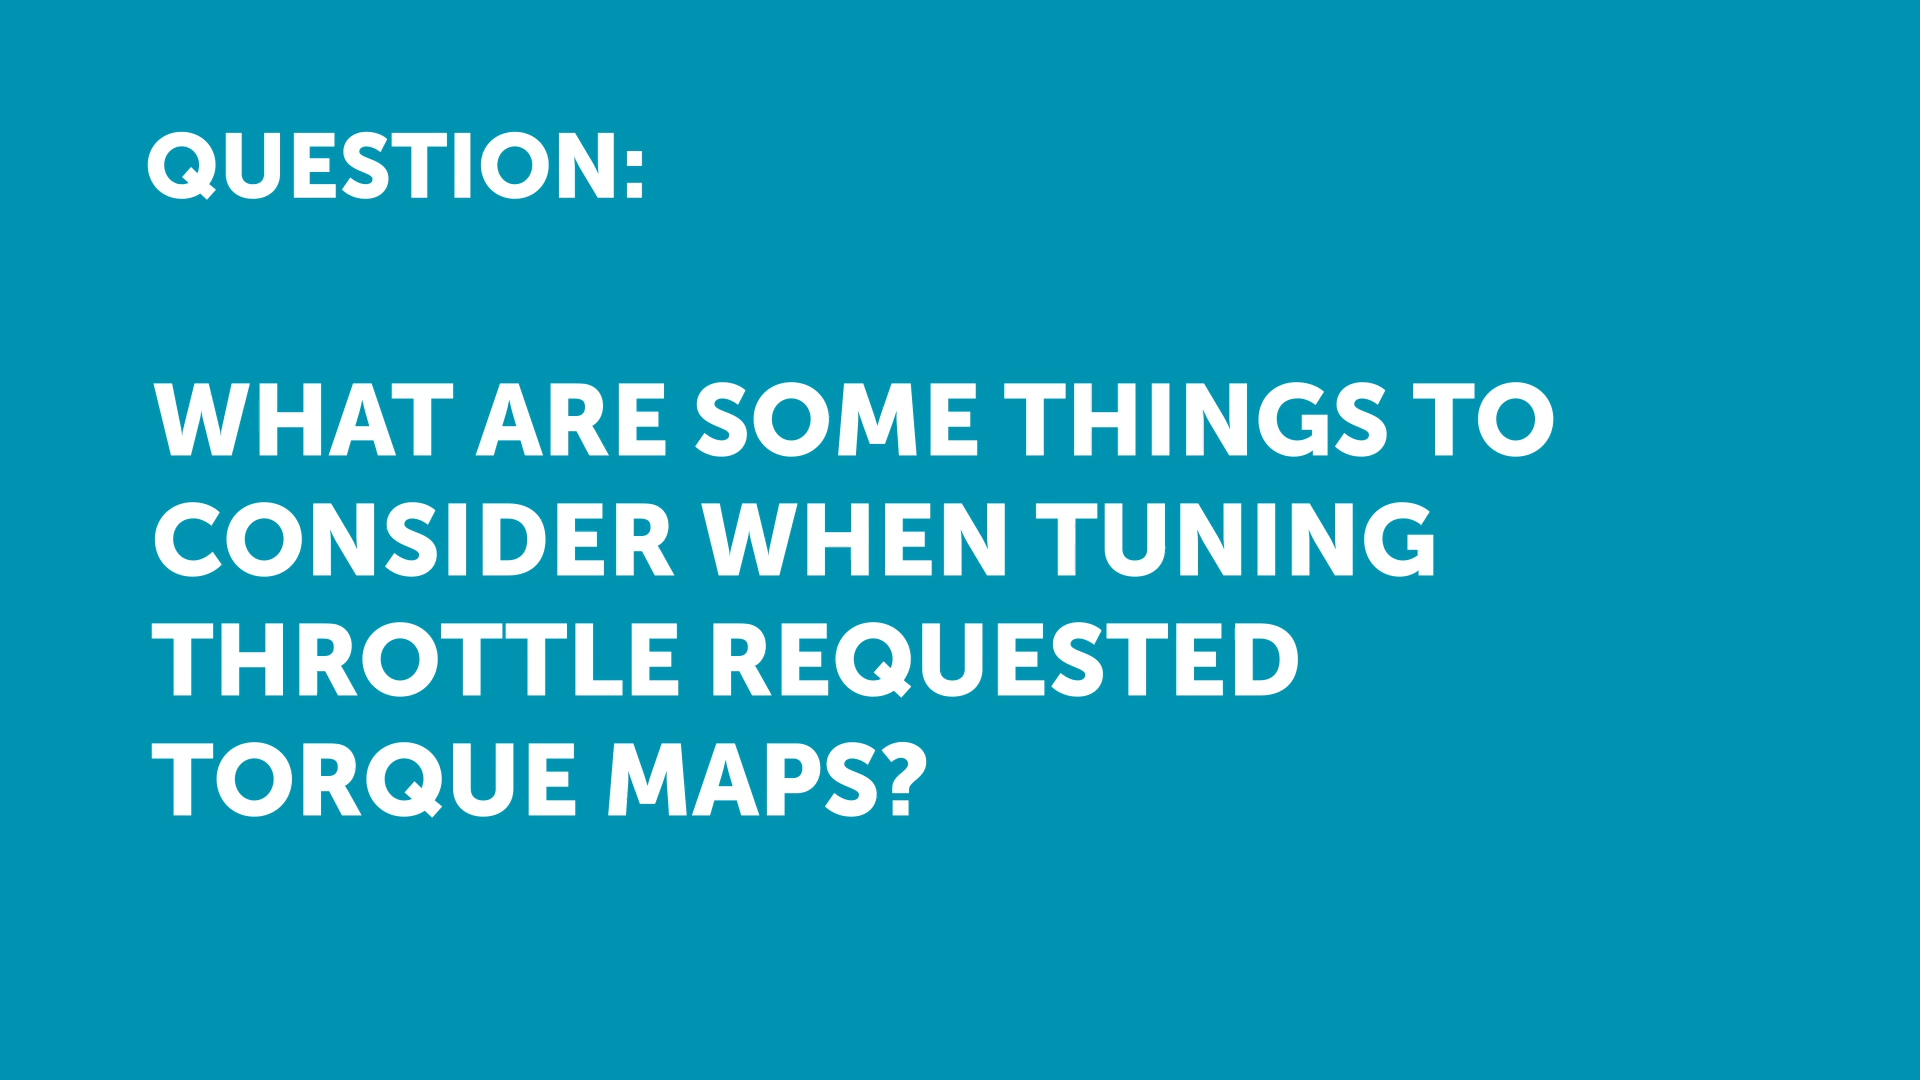 QUESTION:
WHAT ARE SOME THINGS TO
CONSIDER WHEN TUNING
THROTTLE REQUESTED
TORQUE MAPS?